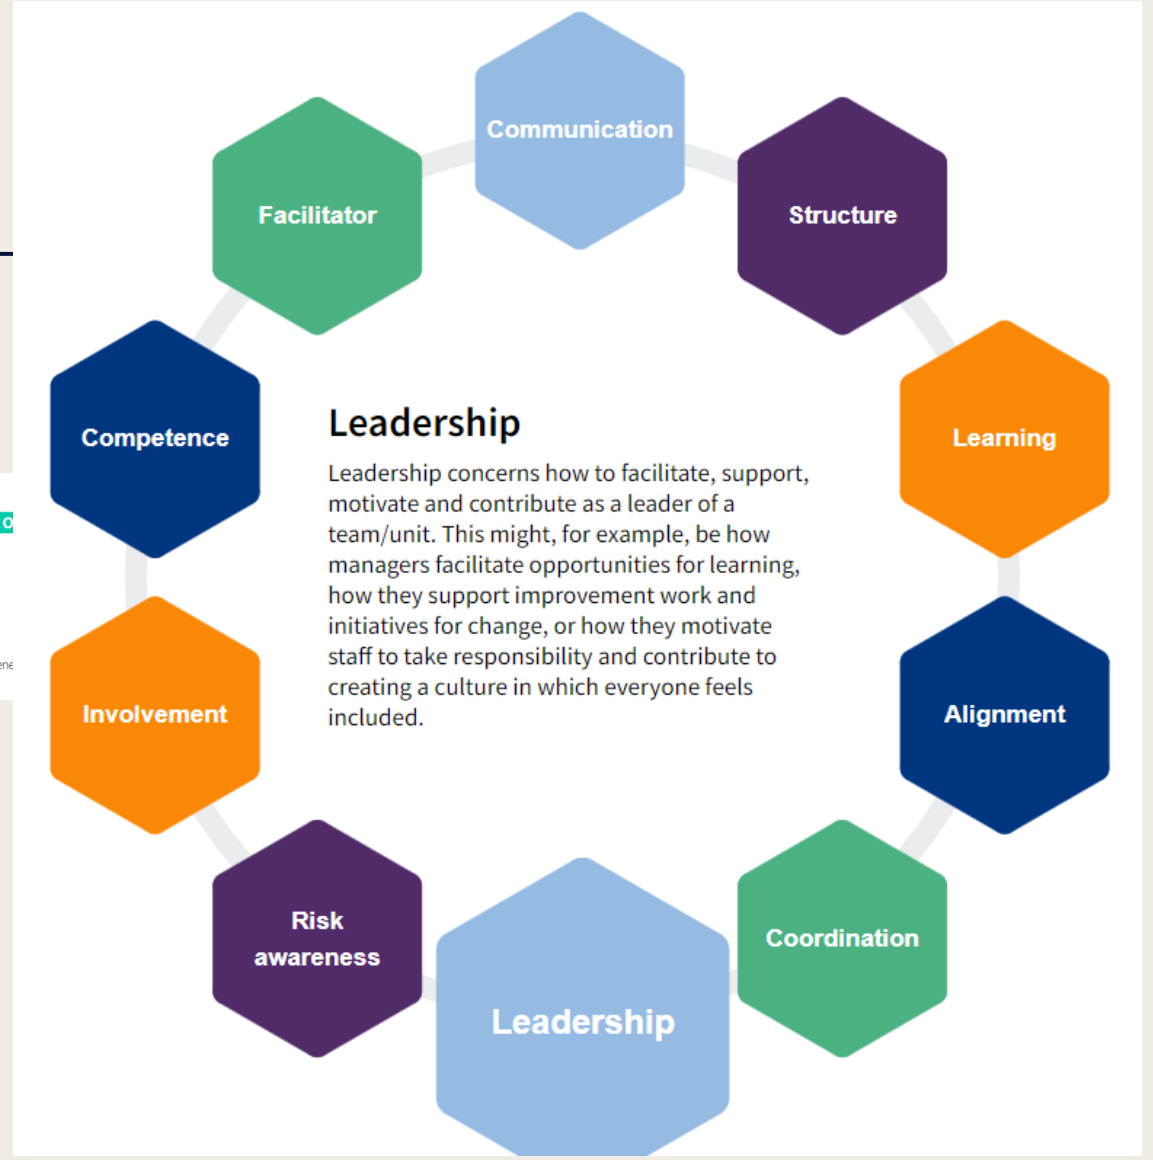 Communication
Facilitator
Structure
Competence
Learning
Leadership
Leadership concerns how to facilitate, support,
motivate and contribute as a leader of a
team/unit. This might, for example, be how
managers facilitate opportunities for learning,
how they support improvement work and
initiatives for change, or how they motivate
staff to take responsibility and contribute to
creating a culture in which everyone feels
included.
Involvement
Alignment
Risk
awareness
Coordination
Leadership